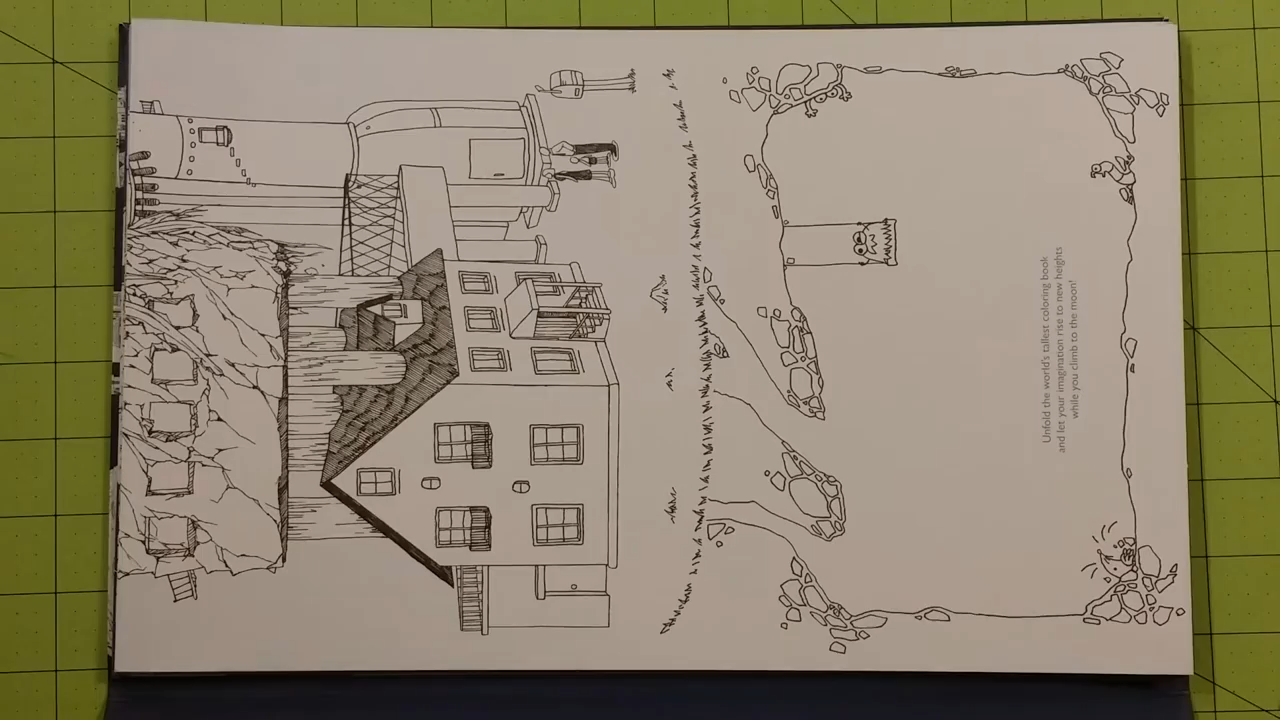 Unfold the world's tallest coloring book
and let your imagination rise to new heights
while you climb to the moon!